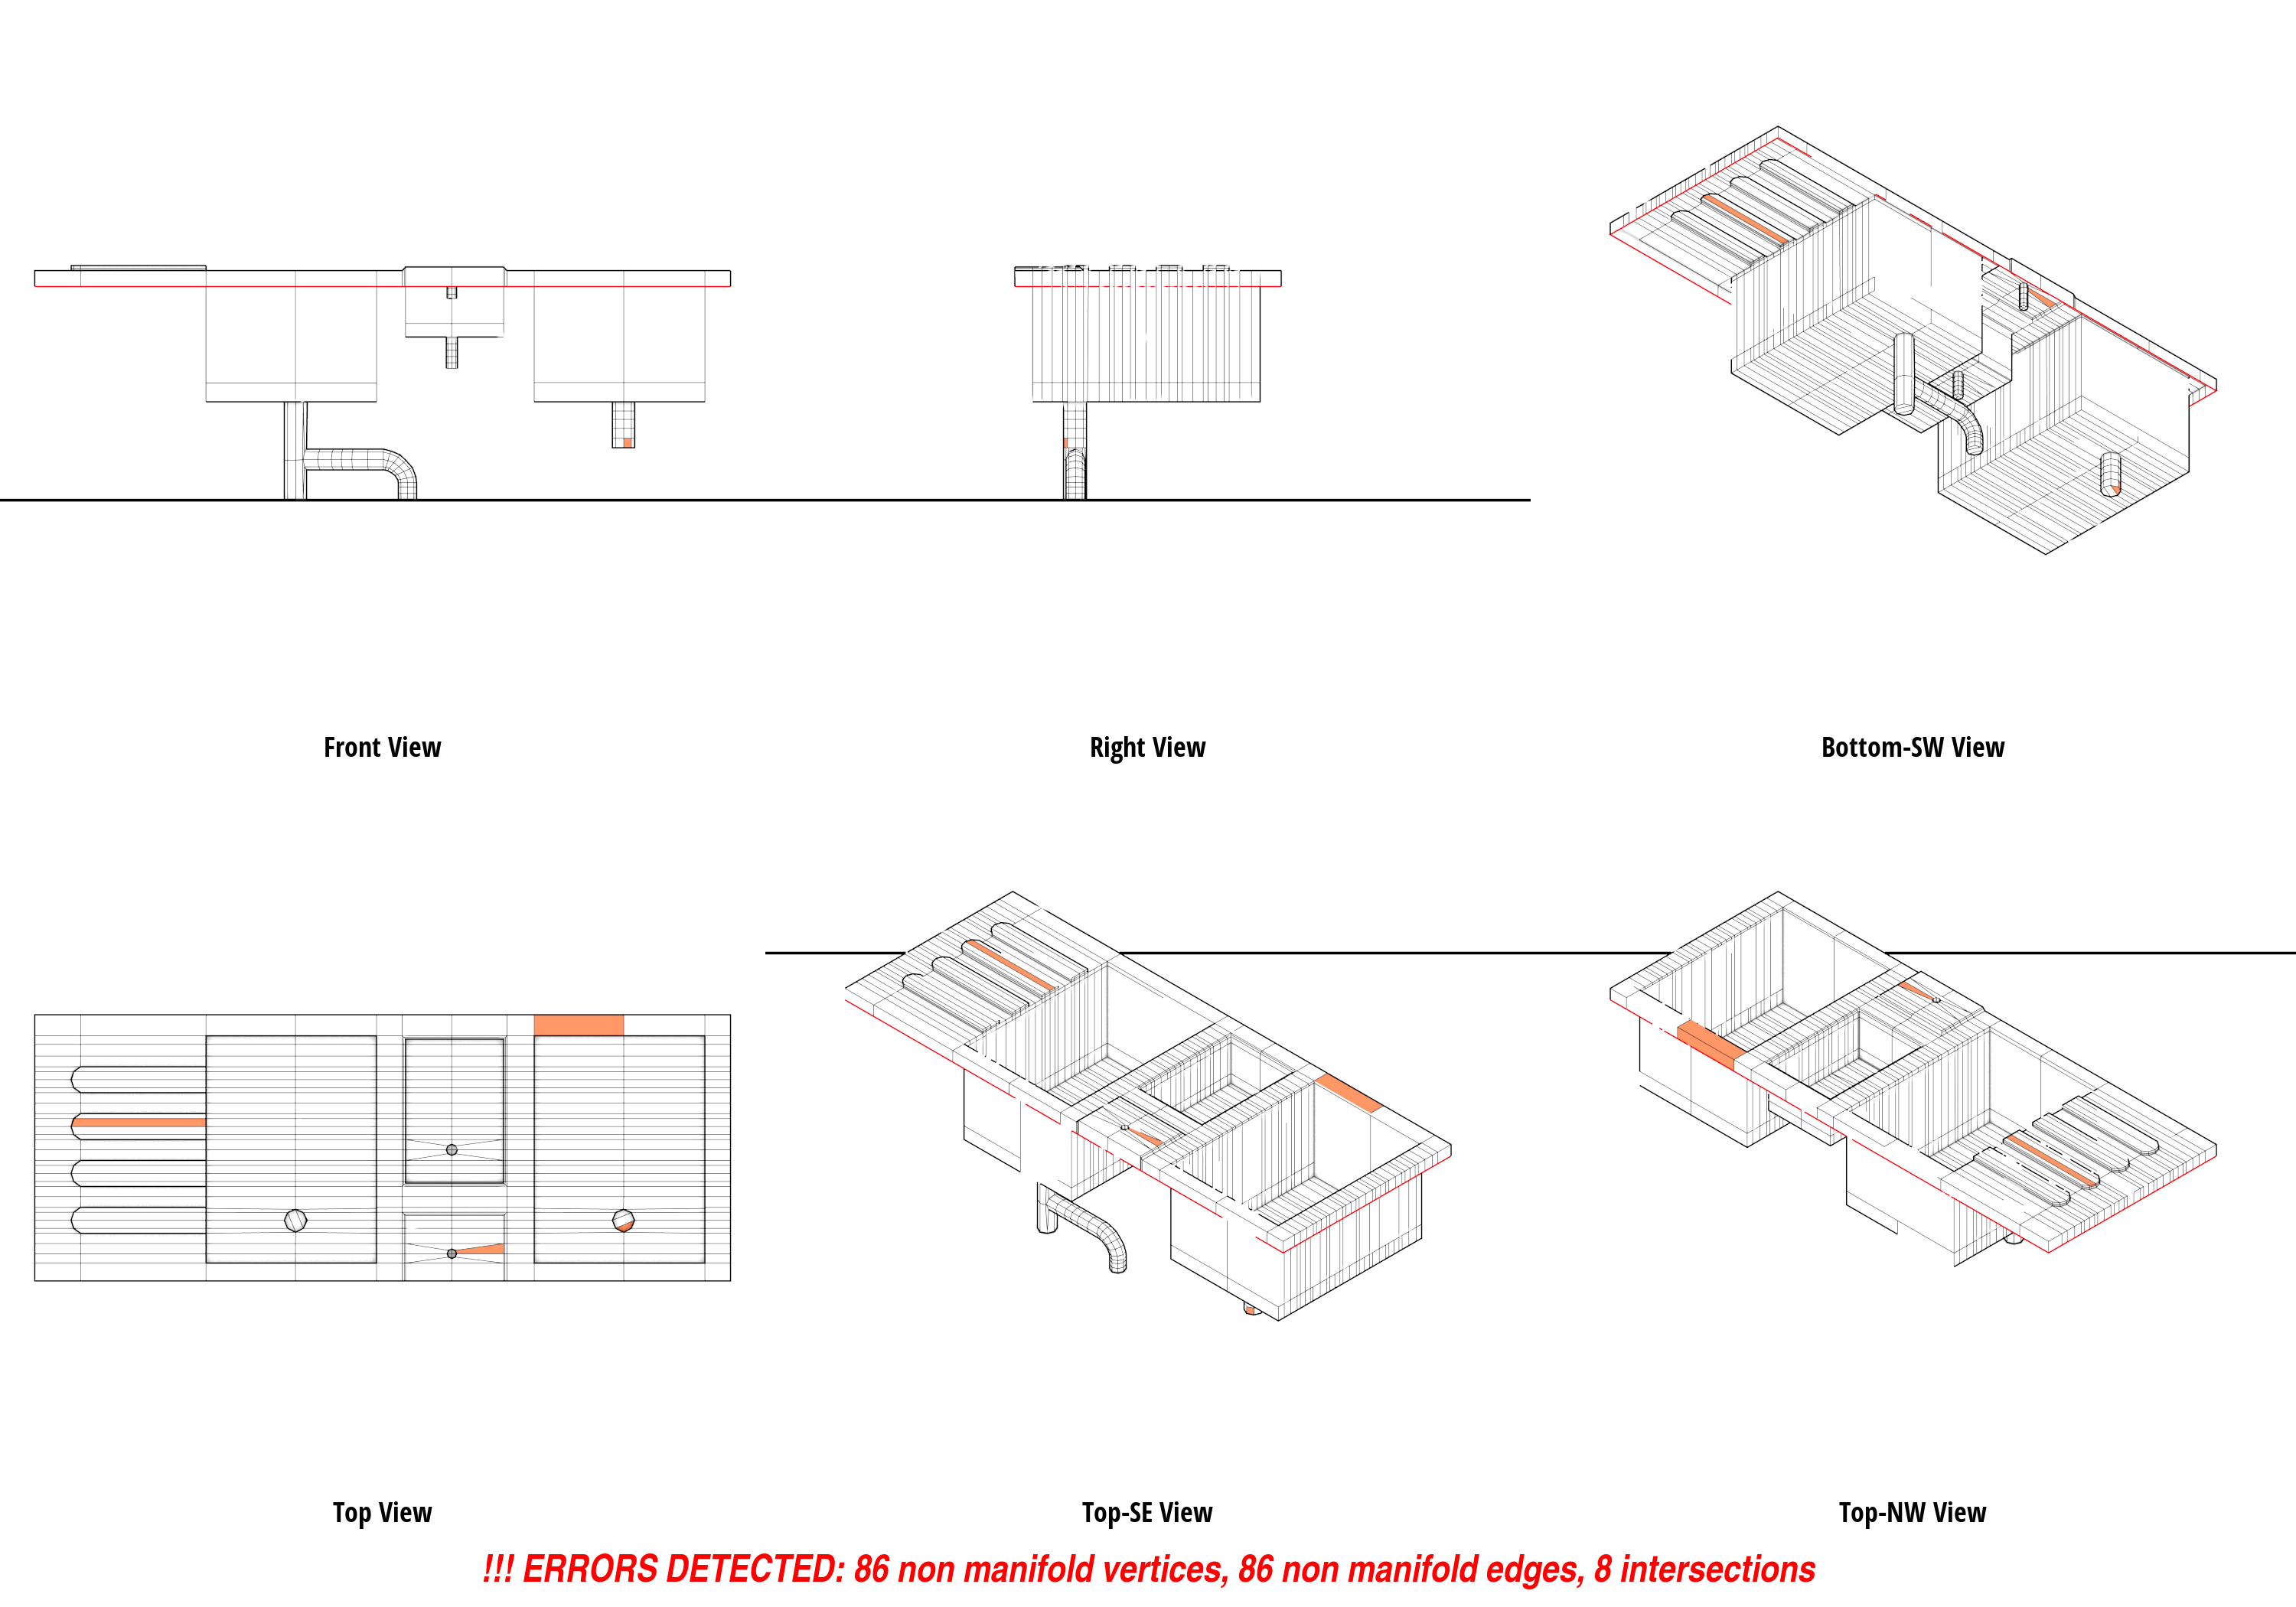 Front View
Right View
Bottom-SW View
Top View
Top-SE View
Top-NW View
!!! ERRORS DETECTED: 86 non manifold vertices, 86 non manifold edges, 8 intersections